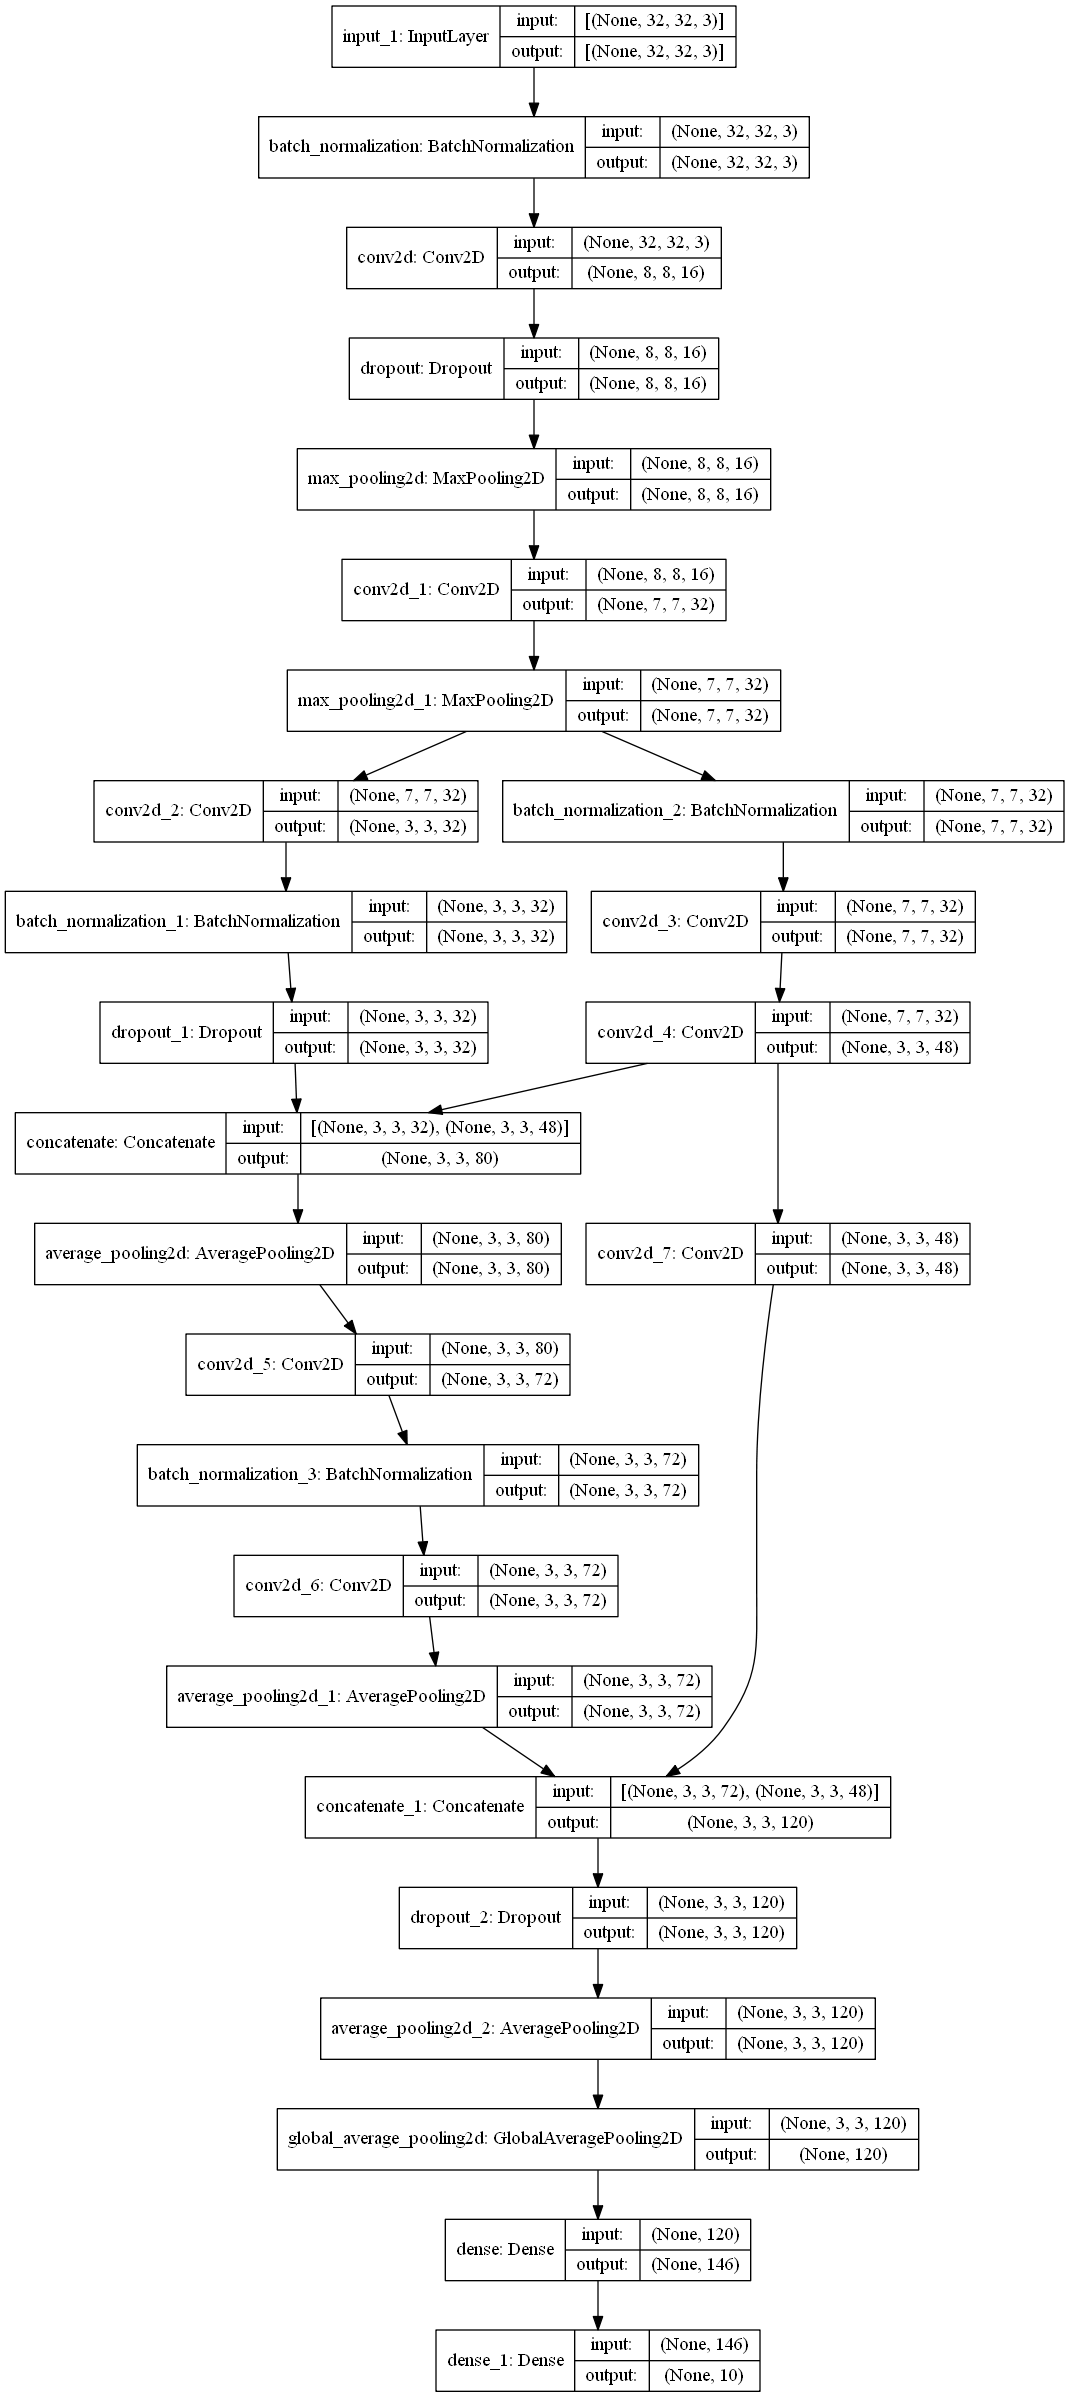 input_1: InputLayer
input: [(None, 32, 32, 3)]
output: [(None, 32, 32, 3)]
batch_normalization: BatchNormalization
input: (None, 32, 32, 3)
output: (None, 32, 32, 3)
conv2d: Conv2D
input: (None, 32, 32, 3)
output: (None, 8, 8, 16)
dropout: Dropout
input: (None, 8, 8, 16)
output: (None, 8, 8, 16)
max_pooling2d: MaxPooling2D
input: (None, 8, 8, 16)
output: (None, 8, 8, 16)
conv2d_1: Conv2D
input: (None, 8, 8, 16)
output: (None, 7, 7, 32)
max_pooling2d_1: MaxPooling2D
input: (None, 7, 7, 32)
output: (None, 7, 7, 32)
conv2d_2: Conv2D
input: (None, 7, 7, 32)
output: (None, 3, 3, 32)
batch_normalization_2: BatchNormalization
input: (None, 7, 7, 32)
output: (None, 7, 7, 32)
batch_normalization_1: BatchNormalization
input: (None, 3, 3, 32)
output: (None, 3, 3, 32)
conv2d_3: Conv2D
input: (None, 7, 7, 32)
output: (None, 7, 7, 32)
dropout_1: Dropout
input: (None, 3, 3, 32)
output: (None, 3, 3, 32)
conv2d_4: Conv2D
input: (None, 7, 7, 32)
output: (None, 3, 3, 48)
concatenate: Concatenate
input: [(None, 3, 3, 32), (None, 3, 3, 48)]
output: (None, 3, 3, 80)
average_pooling2d: AveragePooling2D
input: (None, 3, 3, 80)
output: (None, 3, 3, 80)
conv2d_7: Conv2D
input: (None, 3, 3, 48)
output: (None, 3, 3, 48)
conv2d_5: Conv2D
input: (None, 3, 3, 80)
output: (None, 3, 3, 72)
batch_normalization_3: BatchNormalization
input: (None, 3, 3, 72)
output: (None, 3, 3, 72)
conv2d_6: Conv2D
input: (None, 3, 3, 72)
output: (None, 3, 3, 72)
average_pooling2d_1: AveragePooling2D
input: (None, 3, 3, 72)
output: (None, 3, 3, 72)
concatenate_1: Concatenate
input: [(None, 3, 3, 72), (None, 3, 3, 48)]
output: (None, 3, 3, 120)
dropout_2: Dropout
input: (None, 3, 3, 120)
output: (None, 3, 3, 120)
average_pooling2d_2: AveragePooling2D
input: (None, 3, 3, 120)
output: (None, 3, 3, 120)
global_average_pooling2d: GlobalAveragePooling2D
input: (None, 3, 3, 120)
output: (None, 120)
dense: Dense
input: (None, 120)
output: (None, 146)
dense_1: Dense
input: (None, 146)
output: (None, 10)